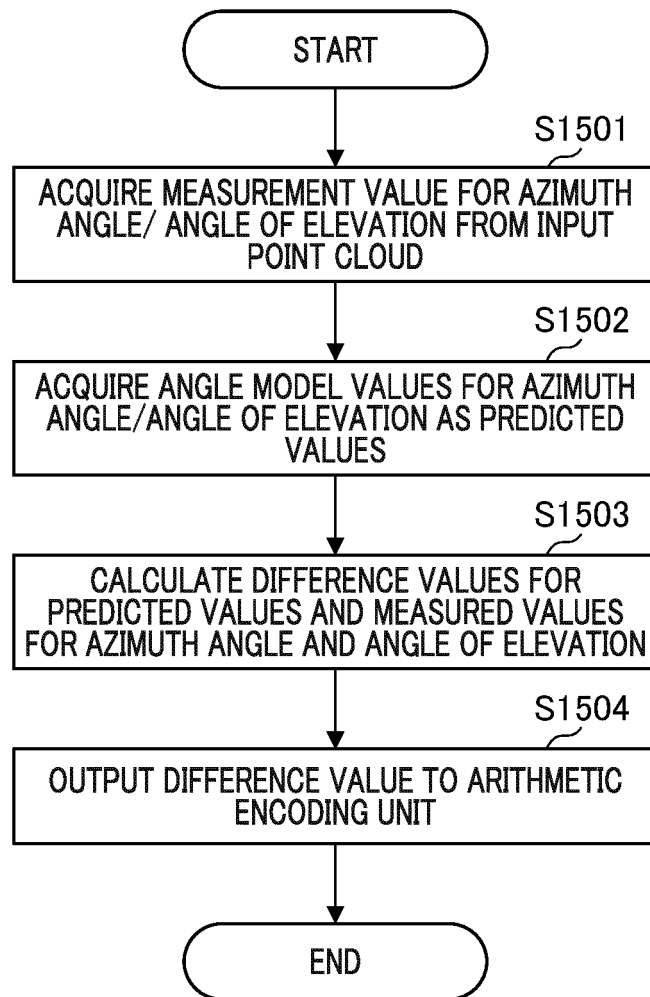 START
S1501
ACQUIRE MEASUREMENT VALUE FOR AZIMUTH
ANGLE/ ANGLE OF ELEVATION FROM INPUT
POINT CLOUD
S1502
ACQUIRE ANGLE MODEL VALUES FOR AZIMUTH
ANGLE/ANGLE OF ELEVATION AS PREDICTED
VALUES
S1503
CALCULATE DIFFERENCE VALUES FOR
PREDICTED VALUES AND MEASURED VALUES
FOR AZIMUTH ANGLE AND ANGLE OF ELEVATION
S1504
OUTPUT DIFFERENCE VALUE TO ARITHMETIC
ENCODING UNIT
END